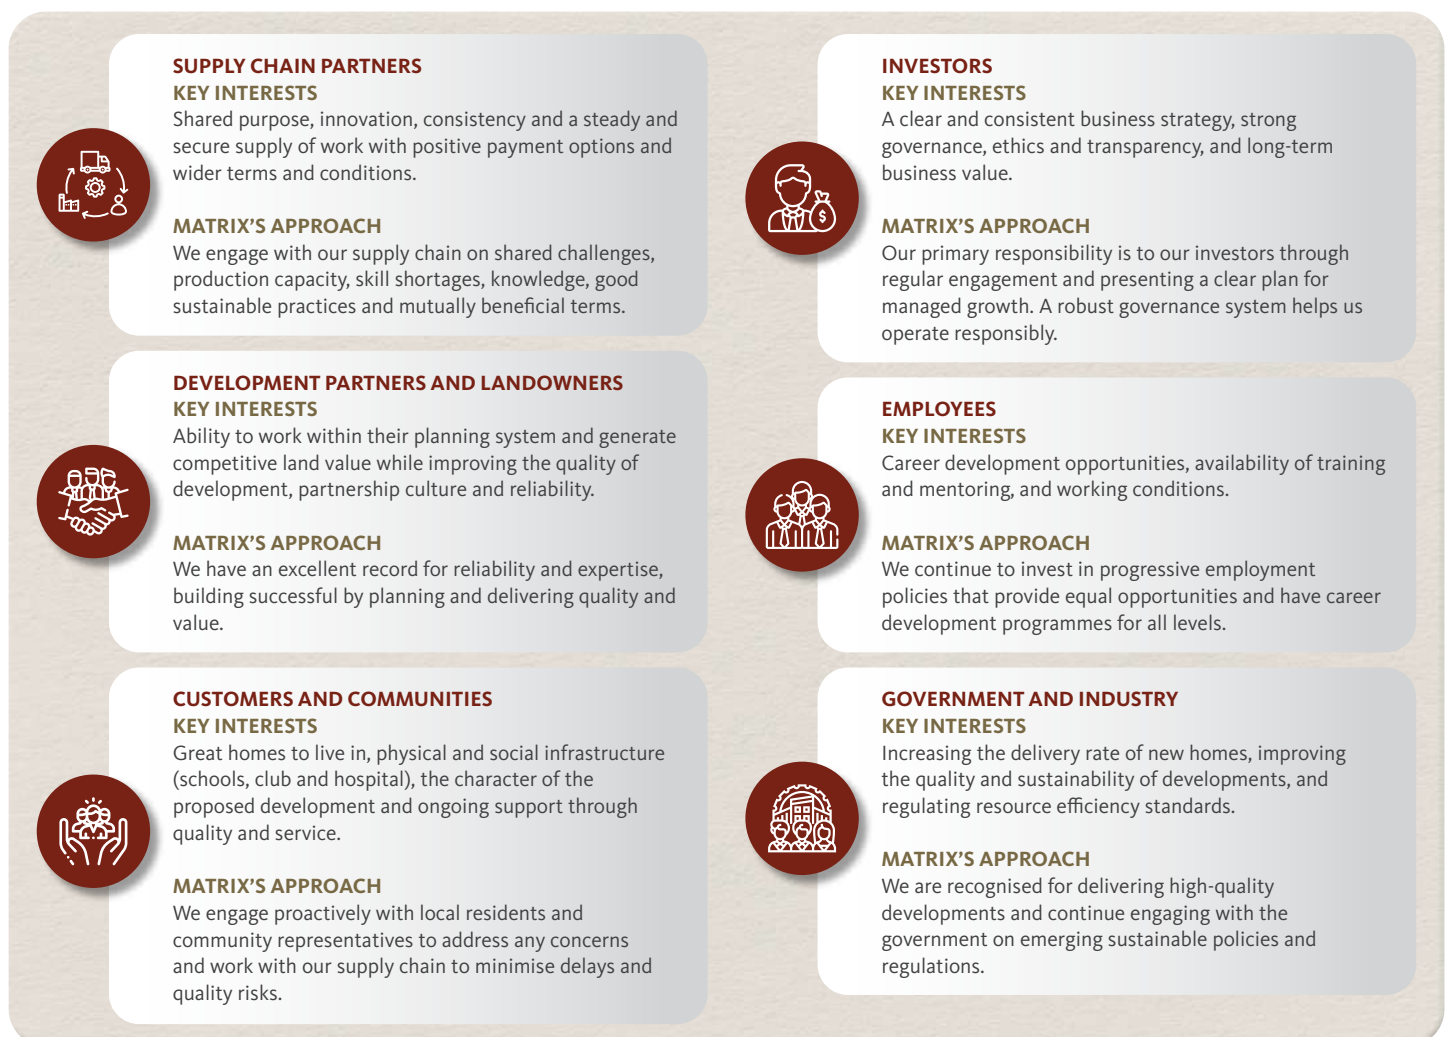 SUPPLY CHAIN PARTNERS
KEY INTERESTS
Shared purpose, innovation, consistency and a steady and
secure supply of work with positive payment options and
wider terms and conditions.
MATRIX’S APPROACH
We engage with our supply chain on shared challenges,
production capacity, skill shortages, knowledge, good
sustainable practices and mutually beneficial terms.
DEVELOPMENT PARTNERS AND LANDOWNERS
KEY INTERESTS
Ability to work within their planning system and generate
competitive land value while improving the quality of
development, partnership culture and reliability.
MATRIX’S APPROACH
We have an excellent record for reliability and expertise,
building successful by planning and delivering quality and
value.
CUSTOMERS AND COMMUNITIES
KEY INTERESTS
Great homes to live in, physical and social infrastructure
(schools, club and hospital), the character of the
proposed development and ongoing support through
quality and service.
MATRIX’S APPROACH
We engage proactively with local residents and
community representatives to address any concerns
and work with our supply chain to minimise delays and
quality risks.
INVESTORS
KEY INTERESTS
A clear and consistent business strategy, strong
governance, ethics and transparency, and long-term
business value.
MATRIX’S APPROACH
Our primary responsibility is to our investors through
regular engagement and presenting a clear plan for
managed growth. A robust governance system helps us
operate responsibly.
EMPLOYEES
KEY INTERESTS
Career development opportunities, availability of training
and mentoring, and working conditions.
MATRIX’S APPROACH
We continue to invest in progressive employment
policies that provide equal opportunities and have career
development programmes for all levels.
GOVERNMENT AND INDUSTRY
KEY INTERESTS
Increasing the delivery rate of new homes, improving
the quality and sustainability of developments, and
regulating resource efficiency standards.
MATRIX’S APPROACH
We are recognised for delivering high-quality
developments and continue engaging with the
government on emerging sustainable policies and
regulations.